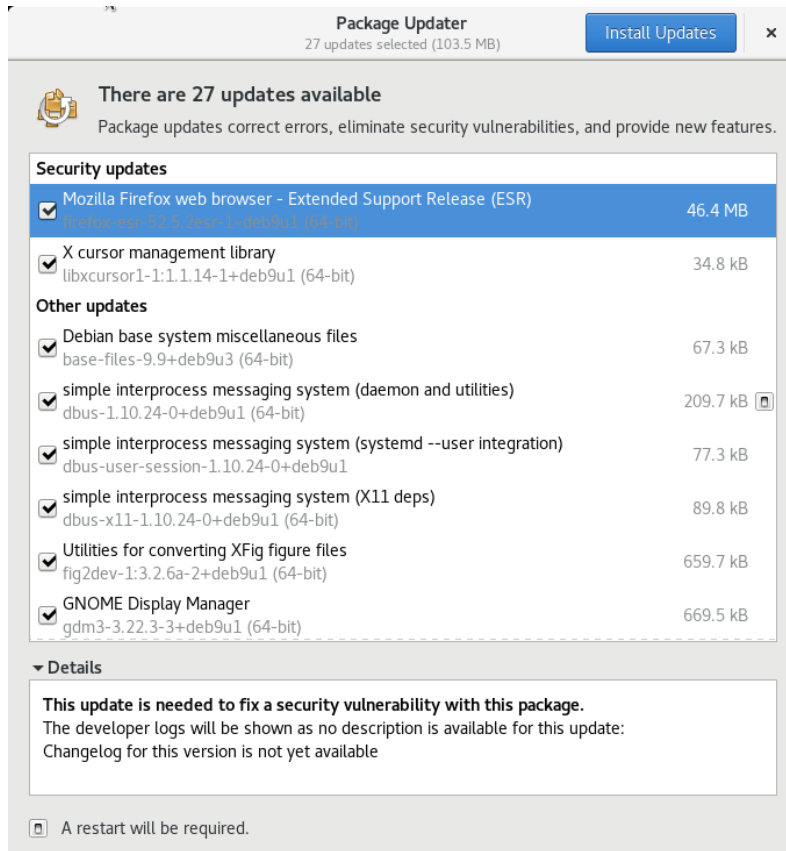 Package Updater
27 updates selected (103.5 MB)
Install Updates
There are 27 updates available
Package updates correct errors, eliminate security vulnerabilities, and provide new features.
Security updates
Mozilla Firefox web browser - Extended Support Release (ESR)
46.4 MB
firefox-esr-52.5.2esr-1~deb9u1 (64-bit)
X cursor management library
34.8 kB
libxcursor1-1:1.1.14-1+deb9u1 (64-bit)
Other updates
Debian base system miscellaneous files
67.3 kB
base-files-9.9+deb9u3 (64-bit)
simple interprocess messaging system (daemon and utilities)
209.7 kB
dbus-1.10.24-0+deb9u1 (64-bit)
simple interprocess messaging system (systemd --user integration)
77.3 kB
dbus-user-session-1.10.24-0+deb9u1
simple interprocess messaging system (X11 deps)
89.8 kB
dbus-x11-1.10.24-0+deb9u1 (64-bit)
Utilities for converting XFig figure files
659.7 kB
fig2dev-1:3.2.6a-2+deb9u1 (64-bit)
GNOME Display Manager
669.5 kB
gdm3-3.22.3-3+deb9u1 (64-bit)
Details
This update is needed to fix a security vulnerability with this package.
The developer logs will be shown as no description is available for this update:
Changelog for this version is not yet available
A restart will be required.